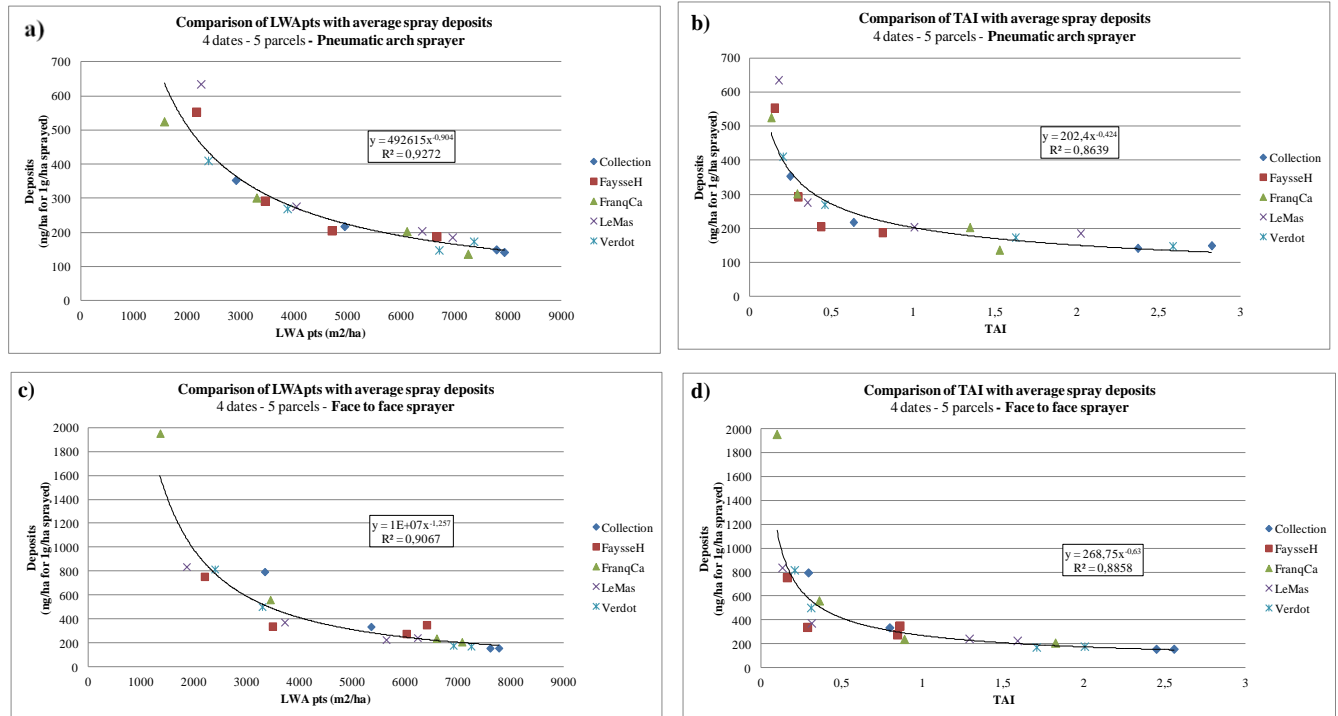 a)
Comparison of LWApts with average spray deposits
4 dates - 5 parcels - Pneumatic arch sprayer
700
600
500
400
300
200
100
0
Deposits
(ng/ha for 1g/ha sprayed)
y = 492615x^-0,904
R² = 0,9272
Collection
FaysseH
FranqCa
LeMas
Verdot
0 1000 2000 3000 4000 5000 6000 7000 8000 9000
LWA pts (m2/ha)
b)
Comparison of TAI with average spray deposits
4 dates - 5 parcels - Pneumatic arch sprayer
700
600
500
400
300
200
100
0
Deposits
(ng/ha for 1g/ha sprayed)
y = 202,4x^-0,424
R² = 0,8639
Collection
FaysseH
FranqCa
LeMas
Verdot
0 0,5 1 1,5 2 2,5 3
TAI
c)
Comparison of LWApts with average spray deposits
4 dates - 5 parcels - Face to face sprayer
2000
1800
1600
1400
1200
1000
800
600
400
200
0
Deposits
(ng/ha for 1g/ha sprayed)
y = 1E+07x^-1,257
R² = 0,9067
Collection
FaysseH
FranqCa
LeMas
Verdot
0 1000 2000 3000 4000 5000 6000 7000 8000 9000
LWA pts (m2/ha)
d)
Comparison of TAI with average spray deposits
4 dates - 5 parcels - Face to face sprayer
2000
1800
1600
1400
1200
1000
800
600
400
200
0
Deposits
(ng/ha for 1g/ha sprayed)
y = 268,75x^-0,63
R² = 0,8858
Collection
FaysseH
FranqCa
LeMas
Verdot
0 0,5 1 1,5 2 2,5 3
TAI